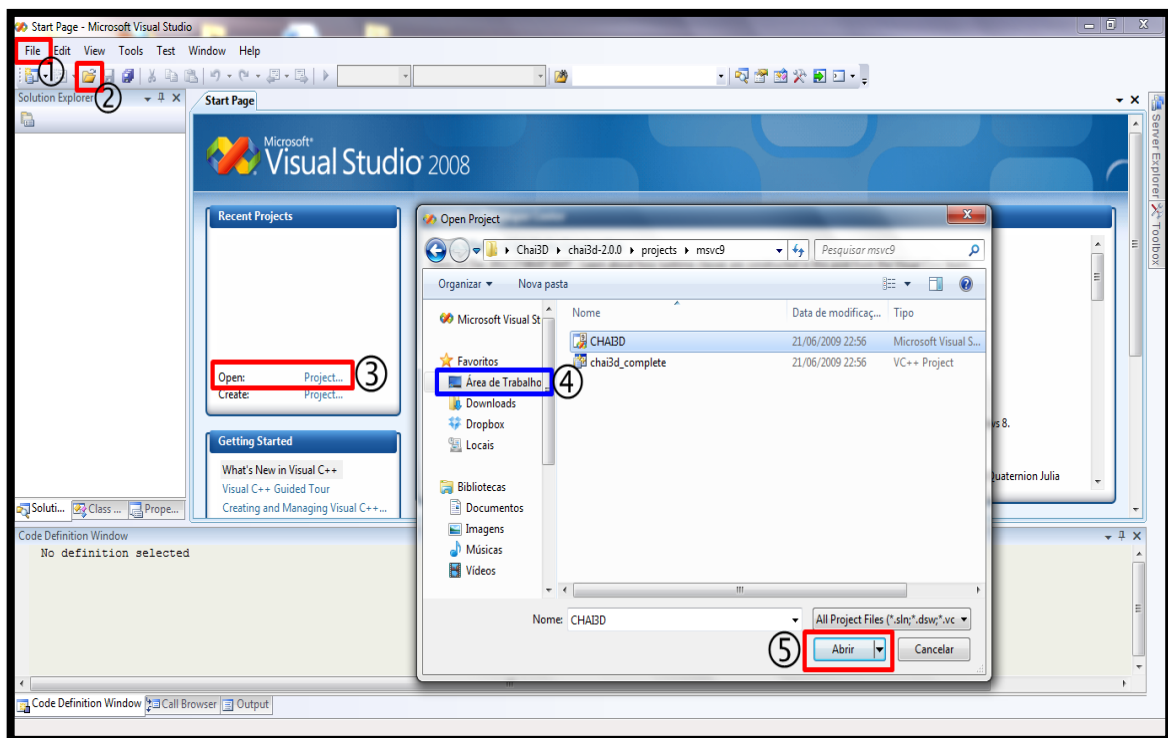 Start Page - Microsoft Visual Studio
File Edit View Tools Test Window Help
①
②
Solution Explorer
Start Page
Server Explorer
Toolbox
Microsoft®
Visual Studio 2008
Recent Projects
Open: Project...
③
Create: Project...
Getting Started
What's New in Visual C++
Visual C++ Guided Tour
Creating and Managing Visual C++...
Open Project
Chai3D ▸ chai3d-2.0.0 ▸ projects ▸ msvc9
Pesquisar msvc9
Organizar Nova pasta
Microsoft Visual St
Favoritos
Área de Trabalho
④
Downloads
Dropbox
Locais
Bibliotecas
Documentos
Imagens
Músicas
Vídeos
Nome Data de modificaç... Tipo
CHAI3D 21/06/2009 22:56 Microsoft Visual S...
chai3d_complete 21/06/2009 22:56 VC++ Project
Nome: CHAI3D
All Project Files (*.sln;*.dsw;*.vc
⑤
Abrir Cancelar
vs 8.
Quaternion Julia
Soluti... Class ... Prope...
Code Definition Window
No definition selected
Code Definition Window Call Browser Output